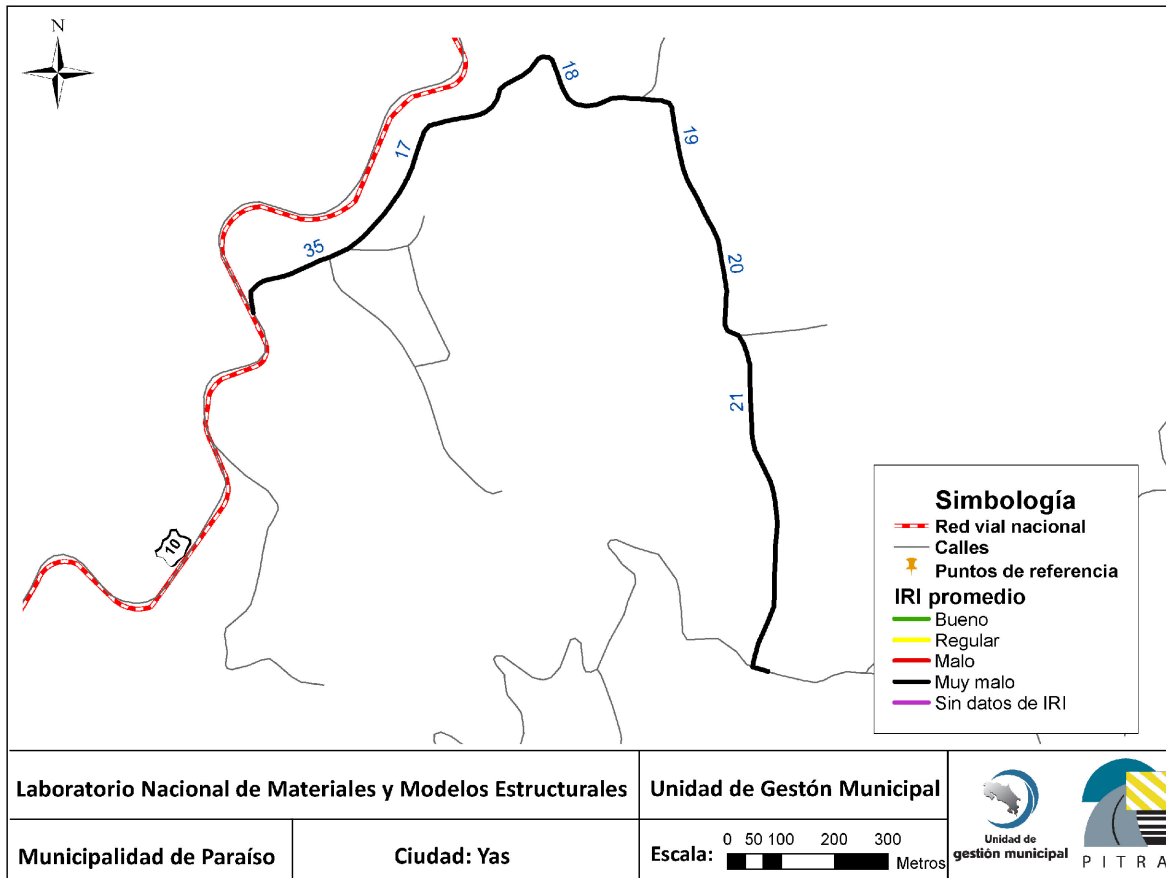 N
18
17
19
35
20
21
10
Simbología
Red vial nacional
Calles
Puntos de referencia
IRI promedio
Bueno
Regular
Malo
Muy malo
Sin datos de IRI
Laboratorio Nacional de Materiales y Modelos Estructurales
Unidad de Gestión Municipal
Municipalidad de Paraíso
Ciudad: Yas
Escala:
0 50 100 200 300
Metros
Unidad de
gestión municipal
PITRA